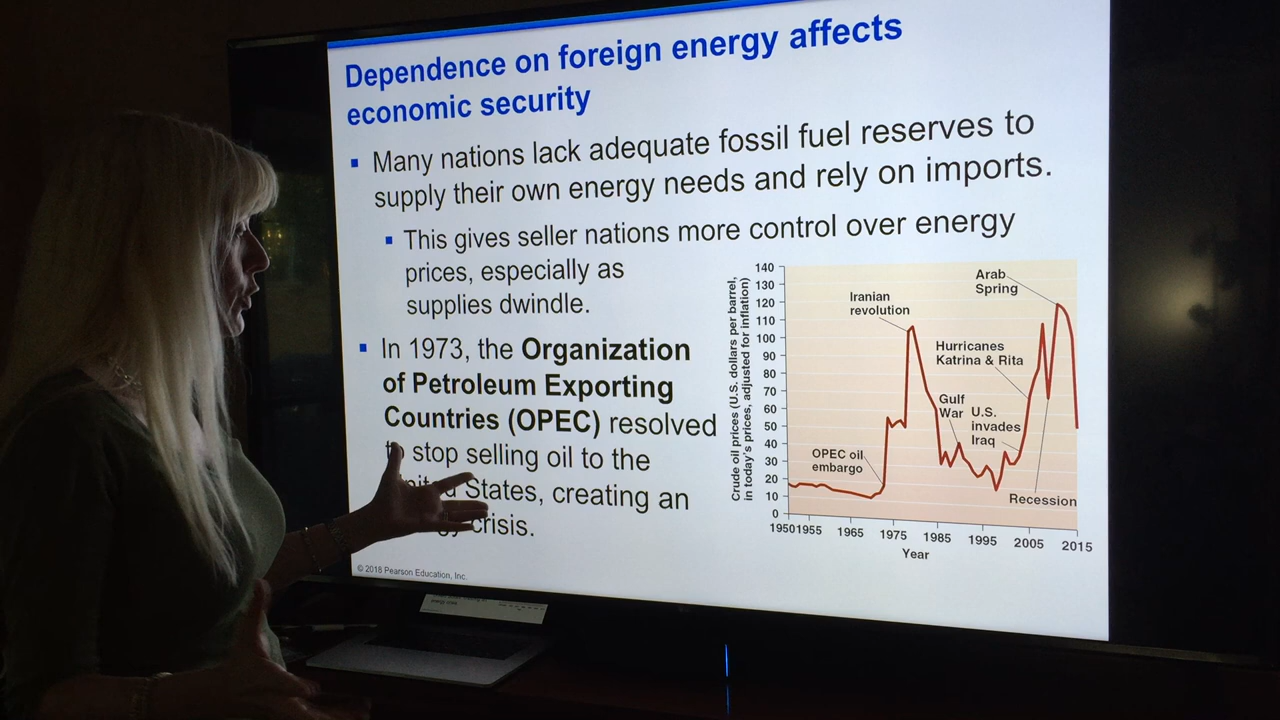 Dependence on foreign energy affects
economic security
Many nations lack adequate fossil fuel reserves to
supply their own energy needs and rely on imports.
This gives seller nations more control over energy
prices, especially as
supplies dwindle.
In 1973, the Organization
of Petroleum Exporting
Countries (OPEC) resolved
to stop selling oil to the
States, creating an
crisis.
© 2018 Pearson Education, Inc.
Crude oil prices (U.S. dollars per barrel,
in today's prices, adjusted for inflation)
140
130
120
110
100
90
80
70
60
50
40
30
20
10
0
Arab
Spring
Iranian
revolution
Hurricanes
Katrina & Rita
Gulf
War
U.S.
invades
Iraq
OPEC oil
embargo
Recession
1950 1955 1965 1975 1985 1995 2005 2015
Year